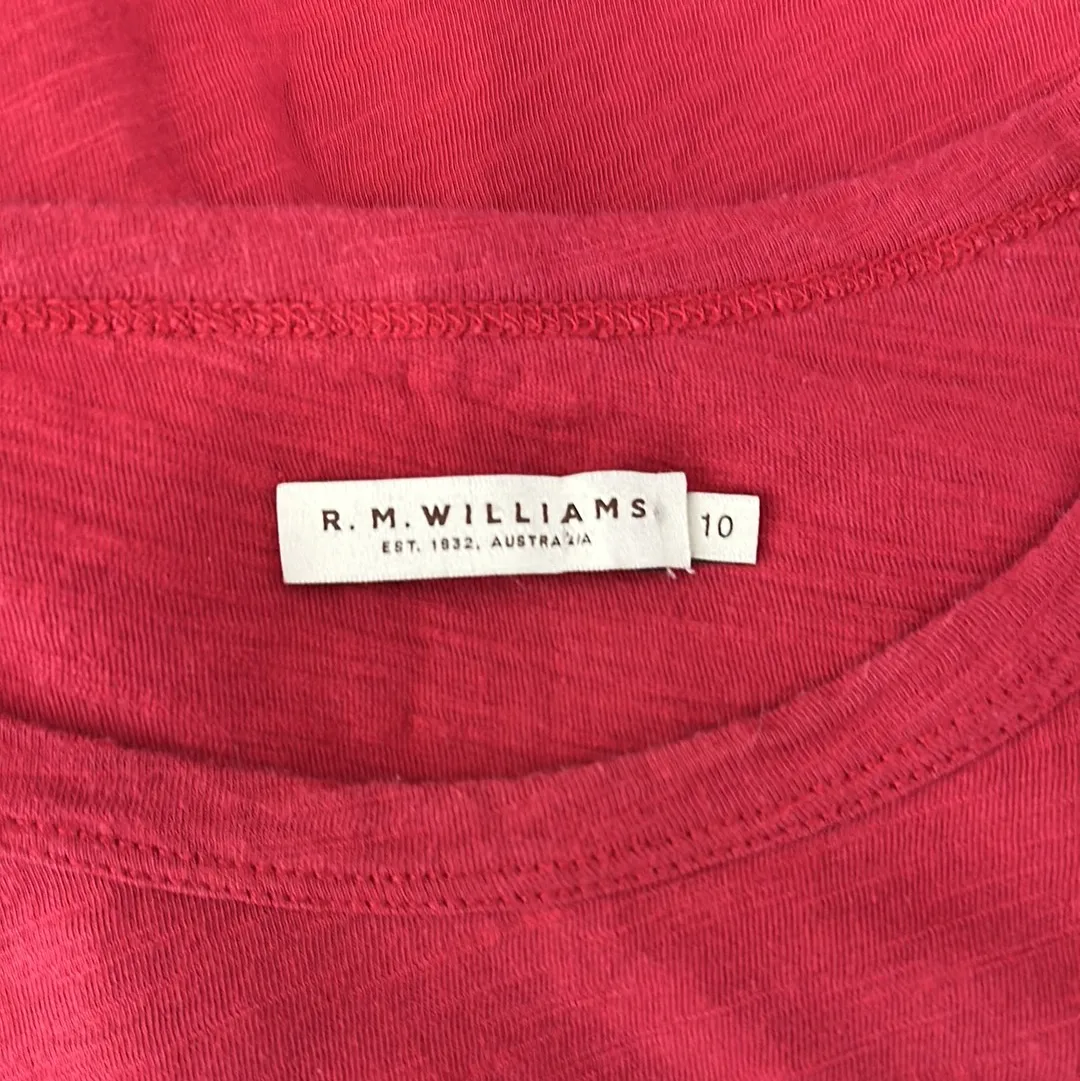 R.M.WILLIAMS
EST. 1932, AUSTRALIA
10